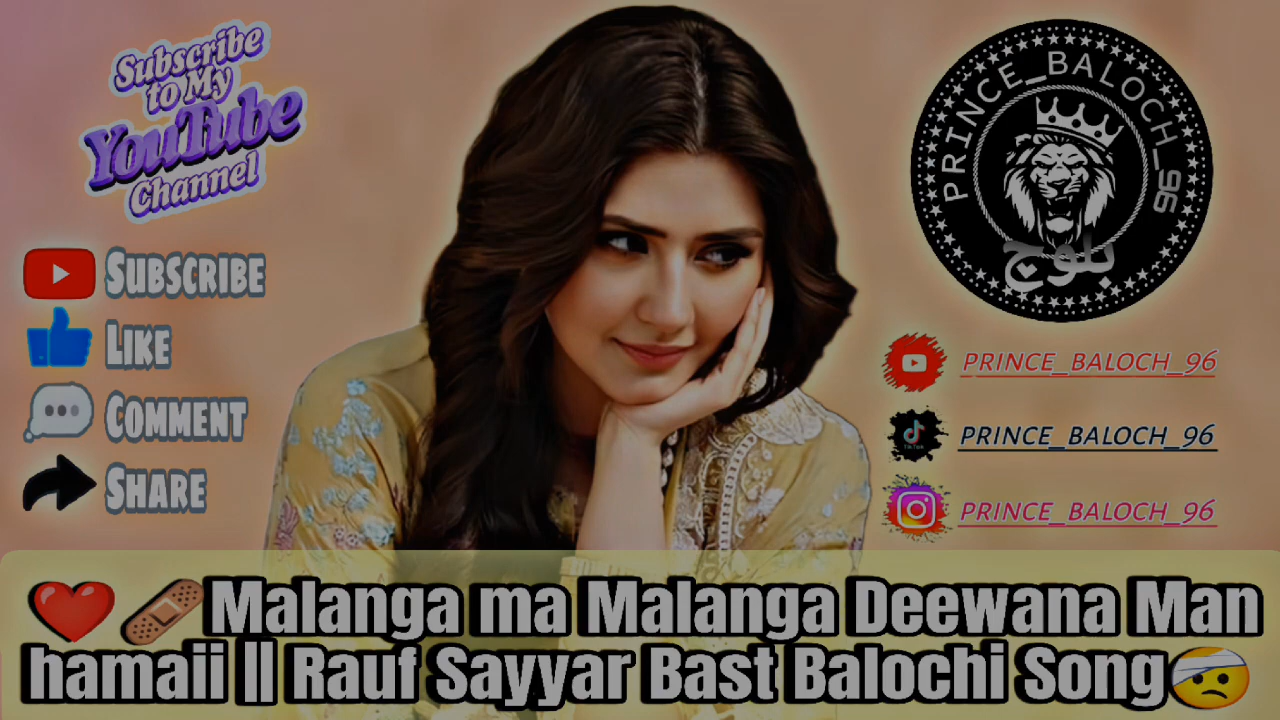 Subscribe
to My
YouTube
Channel
SUBSCRIBE
LIKE
COMMENT
SHARE
PRINCE_BALOCH_96
بلوچ
PRINCE_BALOCH_96
PRINCE_BALOCH_96
PRINCE_BALOCH_96
❤️🩹Malanga ma Malanga Deewana Man
hamaii || Rauf Sayyar Bast Balochi Song🤕